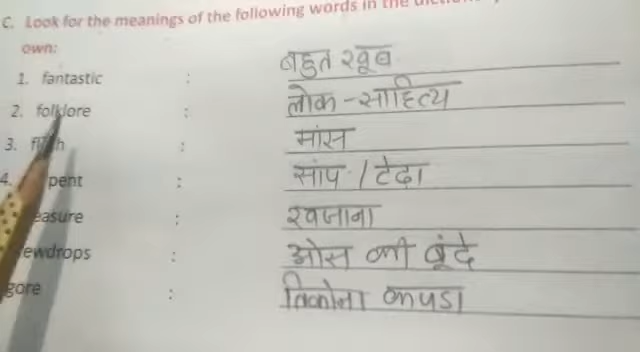 C. Look for the meanings of the following words in the
own:
1. fantastic : बहुत खूब
2. folklore : लोक-साहित्य
3. : मांस
4. pent : सांप / टेढ़ा
easure : खजाना
ewdrops : ओस की बूंदे
gore : तिकोना कपडा